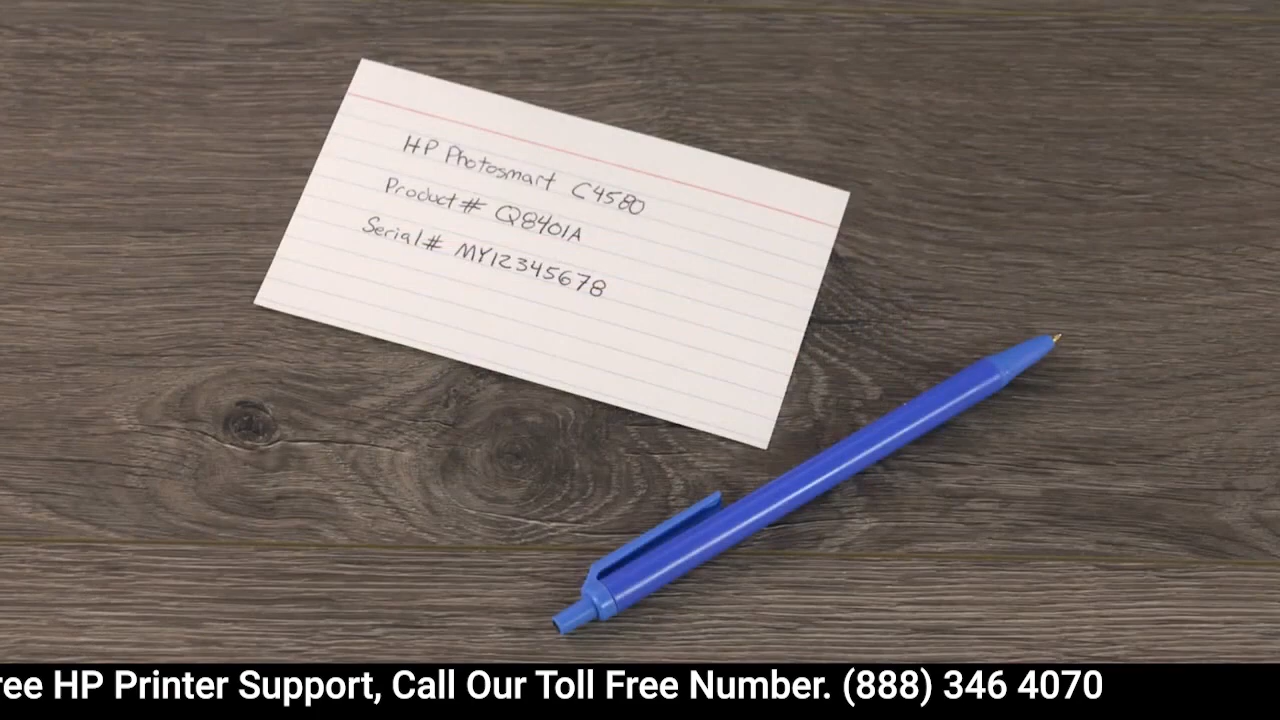 HP Photosmart C4580
Product# Q8401A
Serial# MY12345678
ree HP Printer Support, Call Our Toll Free Number. (888) 346 4070